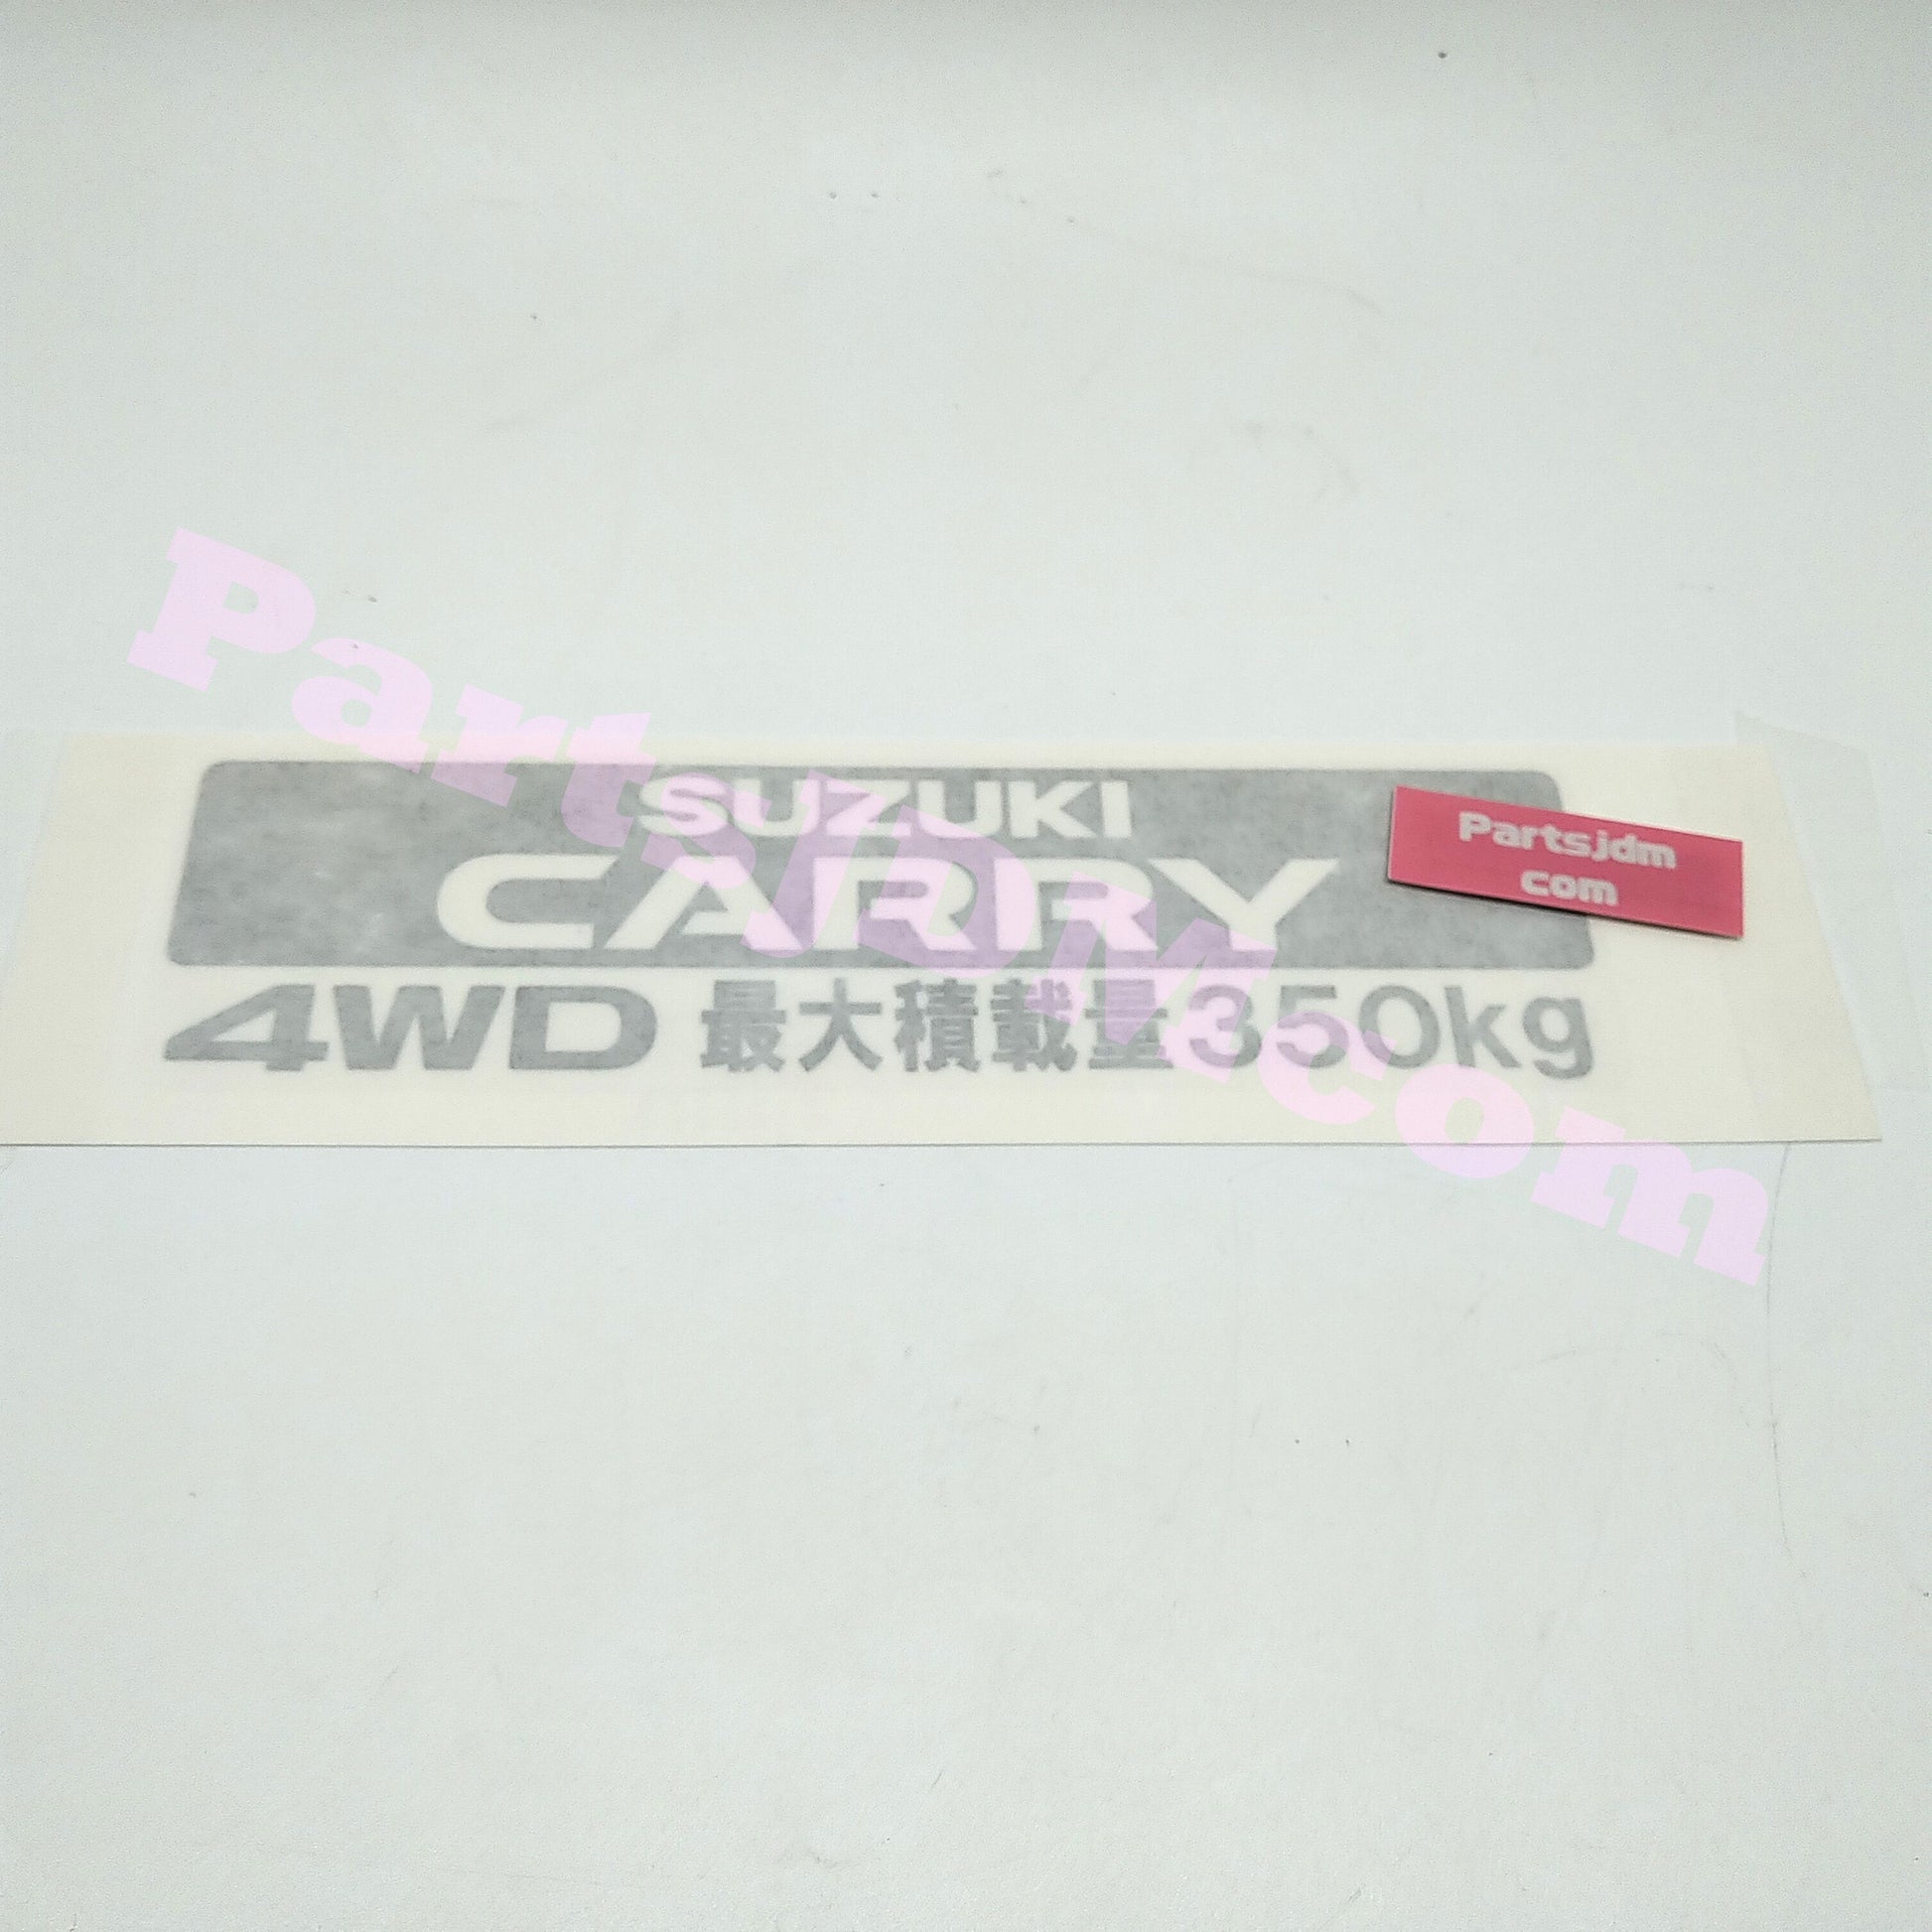 SUZUKI
CARRY
4WD 最大積載量350kg
Partsjdm
com
PartsJDM.com